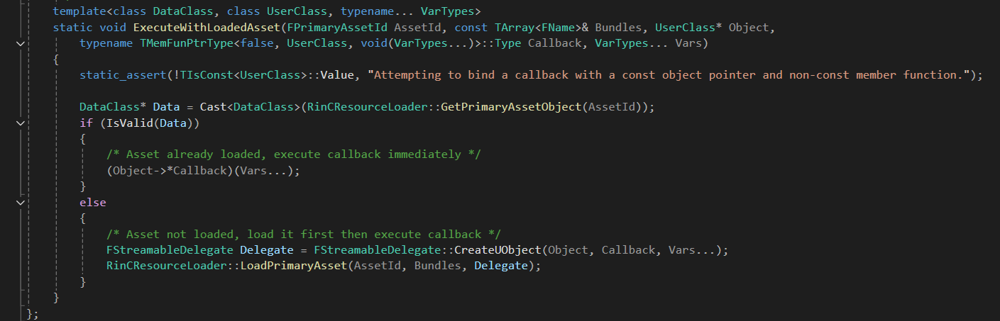 template<class DataClass, class UserClass, typename... VarTypes>
static void ExecuteWithLoadedAsset(FPrimaryAssetId AssetId, const TArray<FName>& Bundles, UserClass* Object,
typename TMemFunPtrType<false, UserClass, void(VarTypes...)>::Type Callback, VarTypes... Vars)
{
static_assert(!TIsConst<UserClass>::Value, "Attempting to bind a callback with a const object pointer and non-const member function.");
DataClass* Data = Cast<DataClass>(RinCResourceLoader::GetPrimaryAssetObject(AssetId));
if (IsValid(Data))
{
/* Asset already loaded, execute callback immediately */
(Object->*Callback)(Vars...);
}
else
{
/* Asset not loaded, load it first then execute callback */
FStreamableDelegate Delegate = FStreamableDelegate::CreateUObject(Object, Callback, Vars...);
RinCResourceLoader::LoadPrimaryAsset(AssetId, Bundles, Delegate);
}
}
};